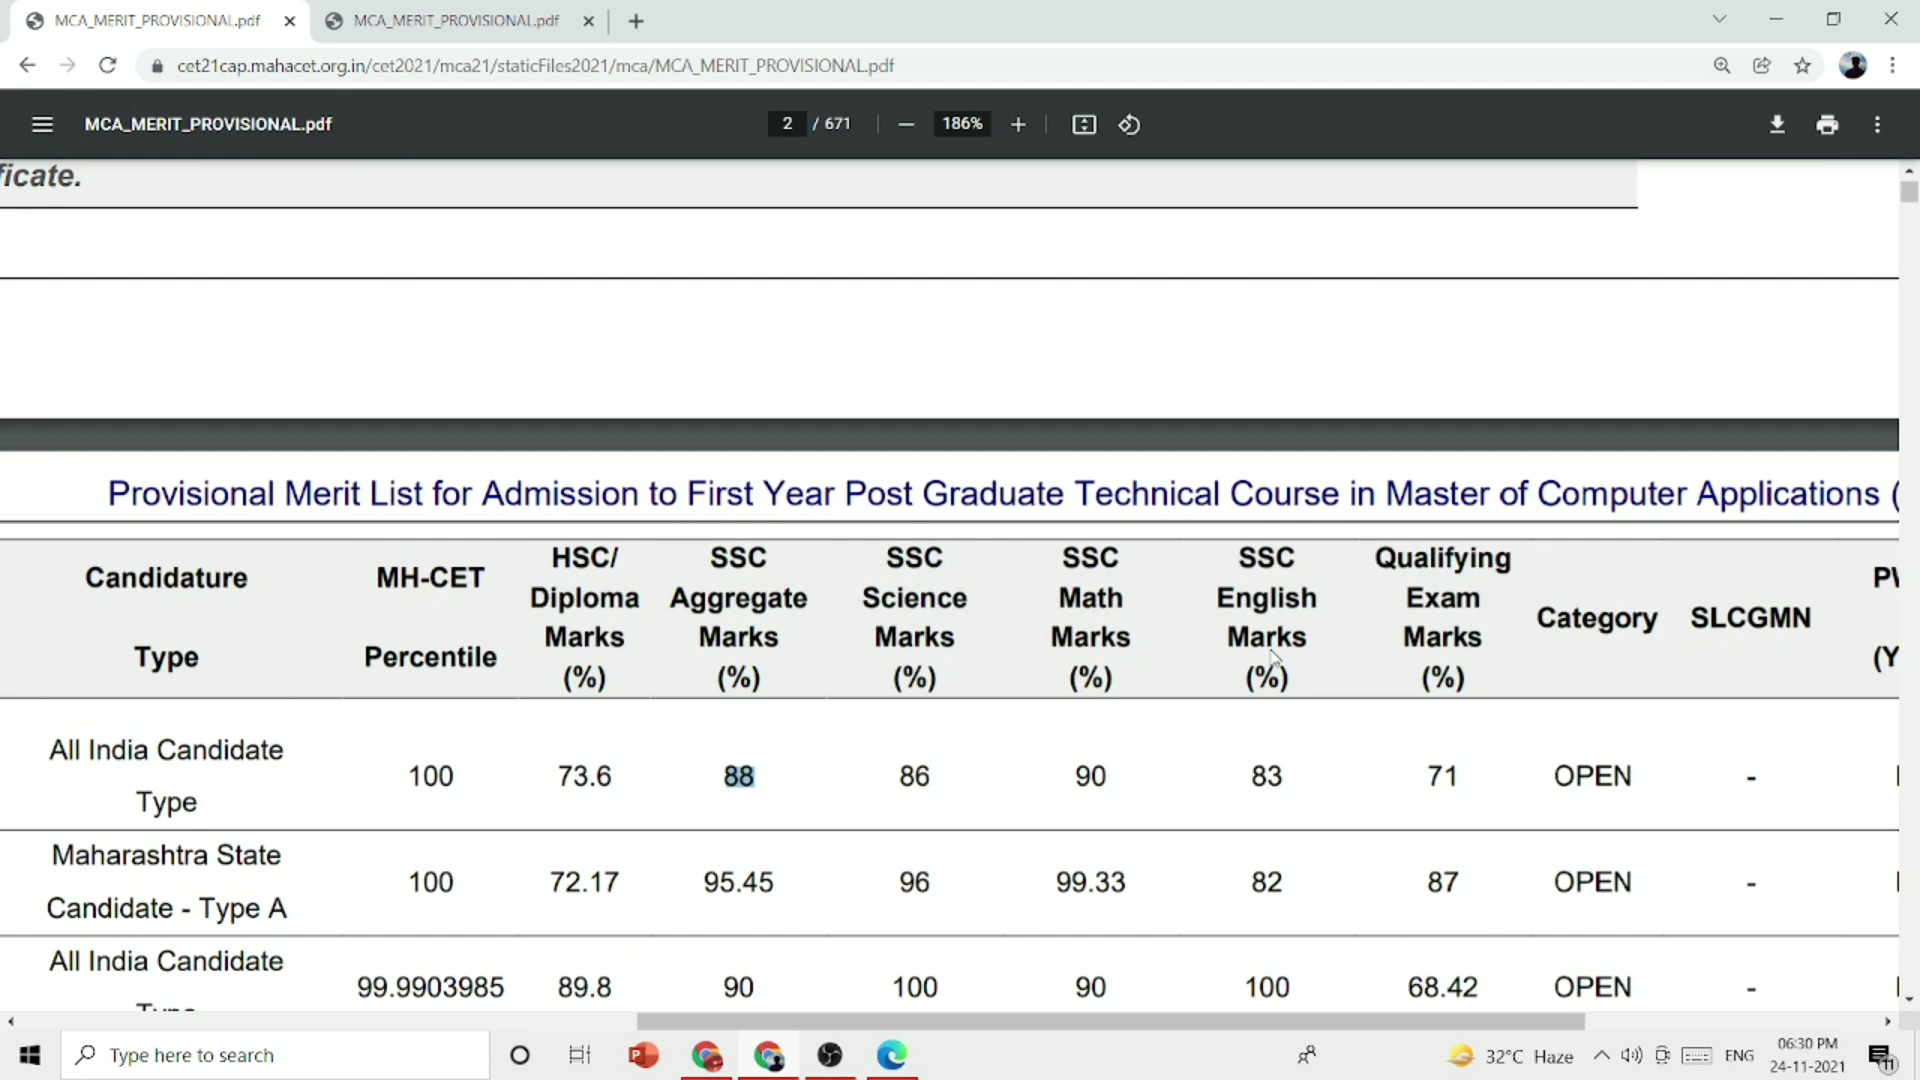 MCA_MERIT_PROVISIONAL.pdf MCA_MERIT_PROVISIONAL.pdf
cet21cap.mahacet.org.in/cet2021/mca21/staticFiles2021/mca/MCA_MERIT_PROVISIONAL.pdf
MCA_MERIT_PROVISIONAL.pdf 2 / 671 186%
ficate.
Provisional Merit List for Admission to First Year Post Graduate Technical Course in Master of Computer Applications (
Candidature Type MH-CET Percentile HSC/ Diploma Marks (%) SSC Aggregate Marks (%) SSC Science Marks (%) SSC Math Marks (%) SSC English Marks (%) Qualifying Exam Marks (%) Category SLCGMN (Y
All India Candidate Type 100 73.6 88 86 90 83 71 OPEN -
Maharashtra State Candidate - Type A 100 72.17 95.45 96 99.33 82 87 OPEN -
All India Candidate 99.9903985 89.8 90 100 90 100 68.42 OPEN -
Type here to search 32°C Haze ENG 06:30 PM
24-11-2021 11